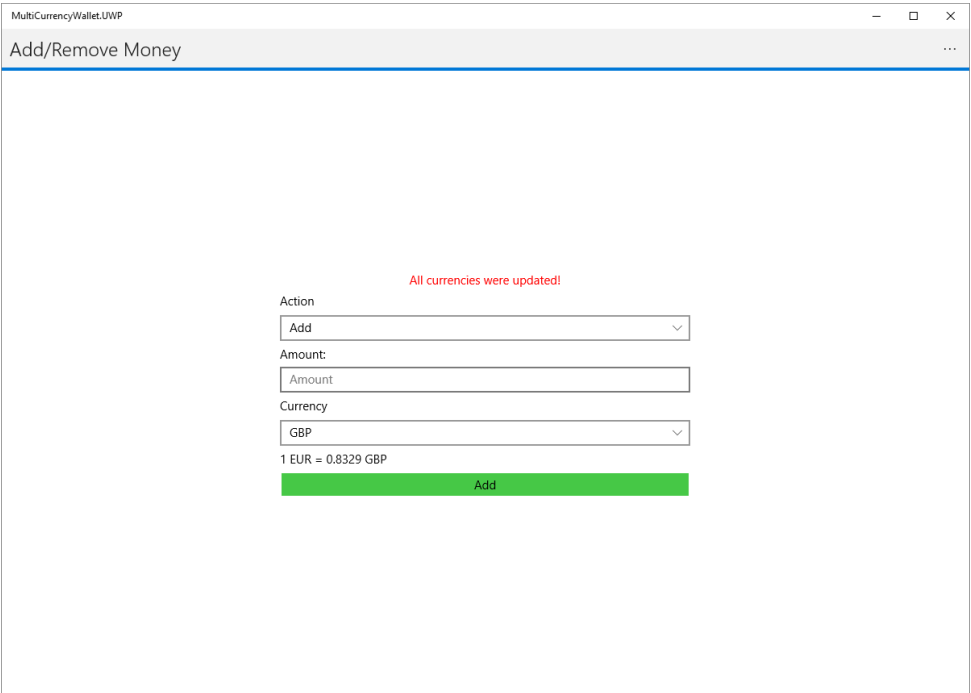 MultiCurrencyWallet.UWP
Add/Remove Money
...
All currencies were updated!
Action
Add
Amount:
Amount
Currency
GBP
1 EUR = 0.8329 GBP
Add